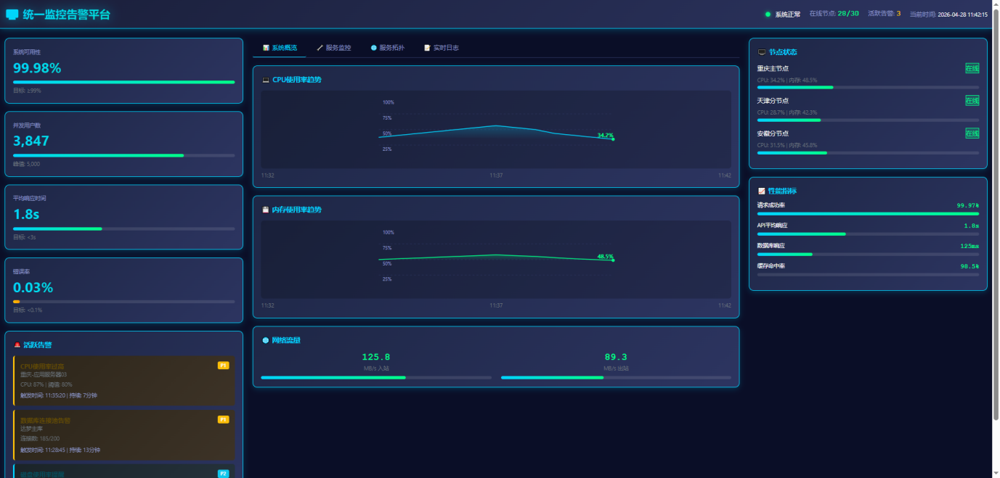 统一监控告警平台
系统正常 在线节点: 28/30 活跃告警: 3 当前时间: 2026-04-28 11:42:15
系统可用性
99.98%
目标: ≥99%
并发用户数
3,847
峰值: 5,000
平均响应时间
1.8s
目标: <3s
错误率
0.03%
目标: <0.1%
活跃告警
CPU使用率过高 P1
重庆-应用服务器03
CPU: 87% | 阈值: 80%
触发时间: 11:35:20 | 持续: 7分钟
数据库连接池告警 P1
达梦主库
连接数: 185/200
触发时间: 11:28:45 | 持续: 13分钟
磁盘使用率提醒 P2
系统概览 服务监控 服务拓扑 实时日志
CPU使用率趋势
100%
75%
50%
25%
34.2%
11:32 11:37 11:42
内存使用率趋势
100%
75%
50%
25%
48.5%
11:32 11:37 11:42
网络流量
125.8 89.3
MB/s 入站 MB/s 出站
节点状态
重庆主节点 在线
CPU: 34.2% | 内存: 48.5%
天津分节点 在线
CPU: 28.7% | 内存: 42.3%
安徽分节点 在线
CPU: 31.5% | 内存: 45.8%
性能指标
请求成功率 99.97%
API平均响应 1.8s
数据库响应 125ms
缓存命中率 98.5%